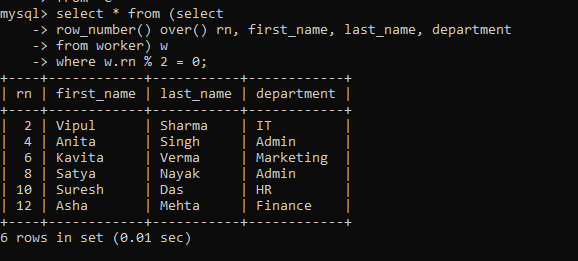 mysql> select * from (select
    -> row_number() over() rn, first_name, last_name, department
    -> from worker) w
    -> where w.rn % 2 = 0;
+----+------------+-----------+------------+
| rn | first_name | last_name | department |
+----+------------+-----------+------------+
|  2 | Vipul      | Sharma    | IT         |
|  4 | Anita      | Singh     | Admin      |
|  6 | Kavita     | Verma     | Marketing  |
|  8 | Satya      | Nayak     | Admin      |
| 10 | Suresh     | Das       | HR         |
| 12 | Asha       | Mehta     | Finance    |
+----+------------+-----------+------------+
6 rows in set (0.01 sec)